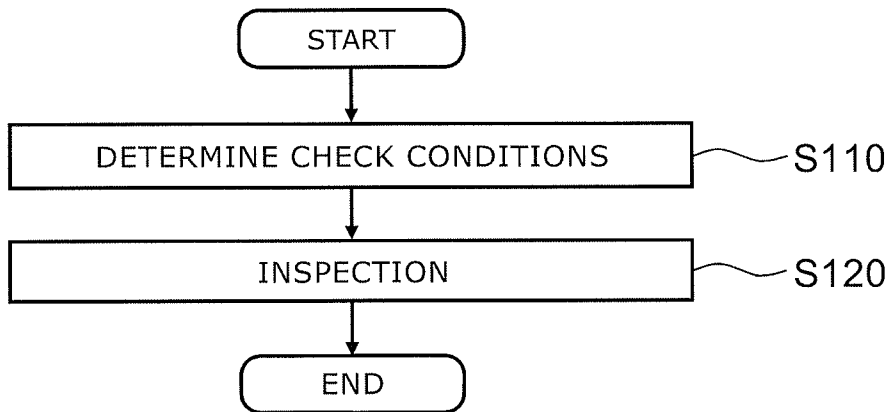 START
DETERMINE CHECK CONDITIONS
S110
INSPECTION
S120
END